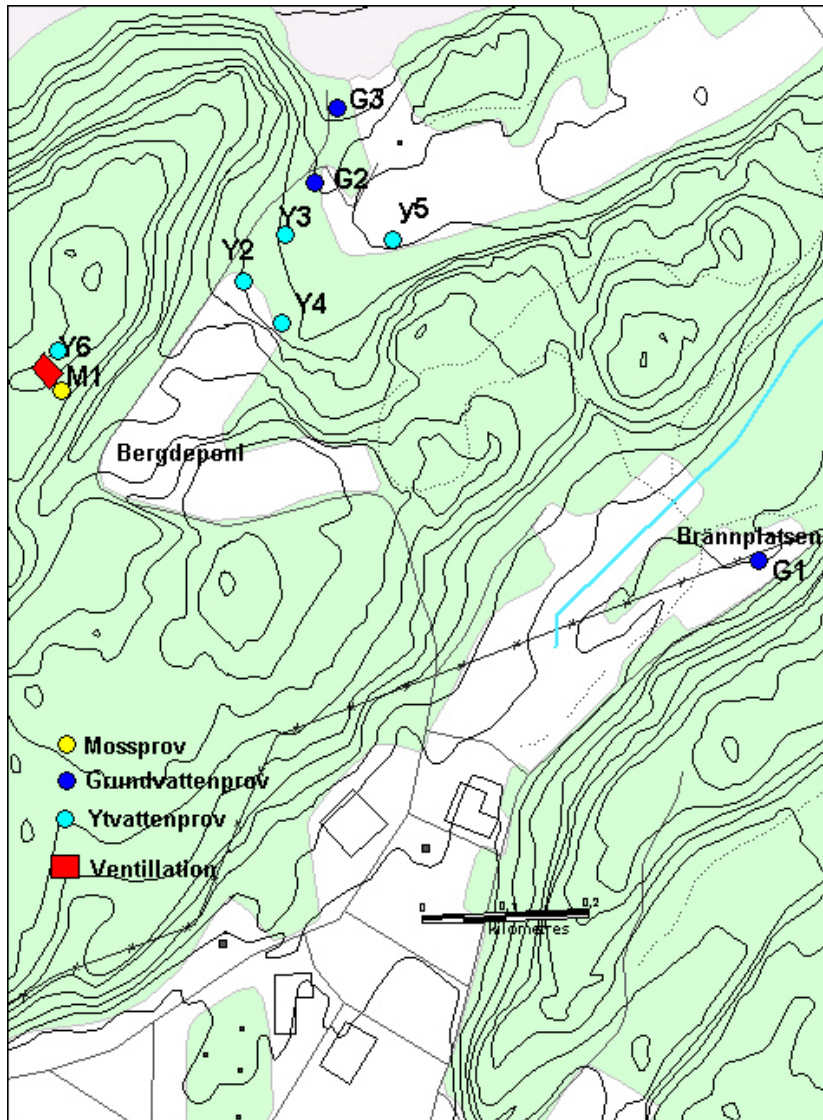 G3
G2
Y3
y5
Y2
Y4
Y6
M1
Bergdeponl
Brännplatsen
G1
Mossprov
Grundvattenprov
Ytvattenprov
Ventillation
0 0,1 0,2
kilometres